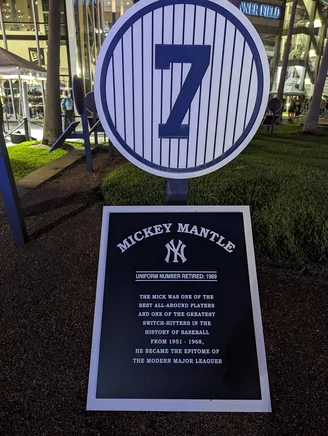 NNER FIELD
7
MICKEY MANTLE
NY
UNIFORM NUMBER RETIRED: 1969
THE MICK WAS ONE OF THE
BEST ALL-AROUND PLAYERS
AND ONE OF THE GREATEST
SWITCH-HITTERS IN THE
HISTORY OF BASEBALL
FROM 1951 - 1968,
HE BECAME THE EPITOME OF
THE MODERN MAJOR LEAGUER